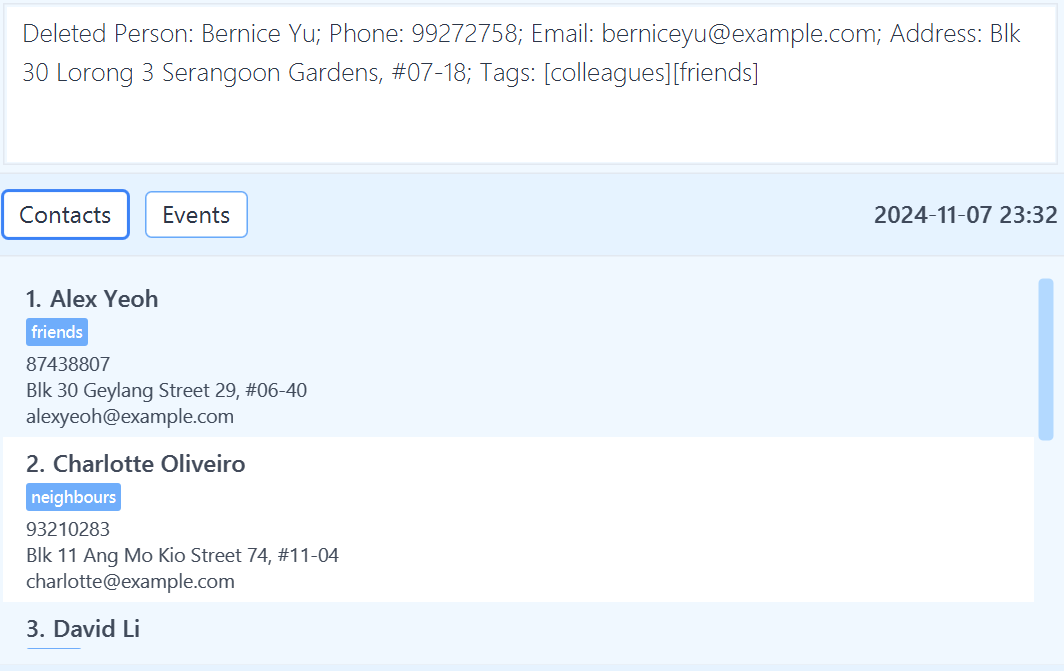 Deleted Person: Bernice Yu; Phone: 99272758; Email: berniceyu@example.com; Address: Blk
30 Lorong 3 Serangoon Gardens, #07-18; Tags: [colleagues][friends]
Contacts Events 2024-11-07 23:32
1. Alex Yeoh
friends
87438807
Blk 30 Geylang Street 29, #06-40
alexyeoh@example.com
2. Charlotte Oliveiro
neighbours
93210283
Blk 11 Ang Mo Kio Street 74, #11-04
charlotte@example.com
3. David Li